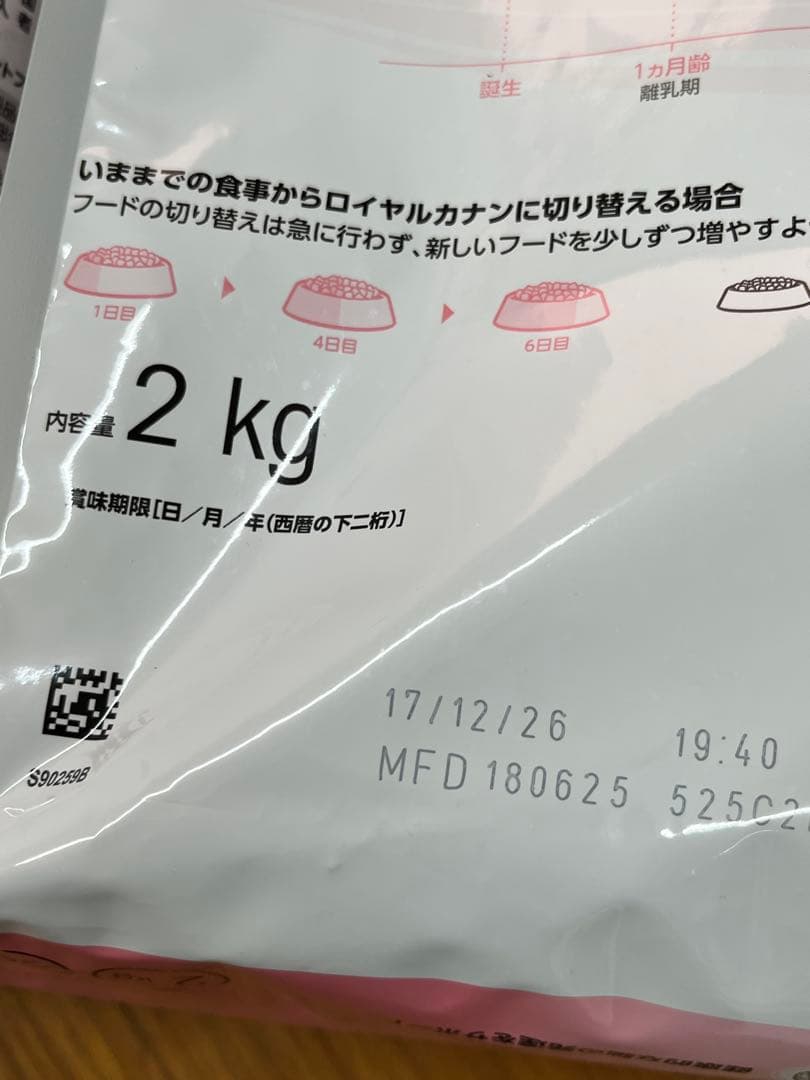 誕生
1ヵ月齢
離乳期
いままでの食事からロイヤルカナンに切り替える場合
フードの切り替えは急に行わず、新しいフードを少しずつ増やすよ
1日目
4日目
6日目
内容量 2 kg
賞味期限[日/月/年(西暦の下二桁)]
17/12/26 19:40
MFD 180625 525C2
S90259B